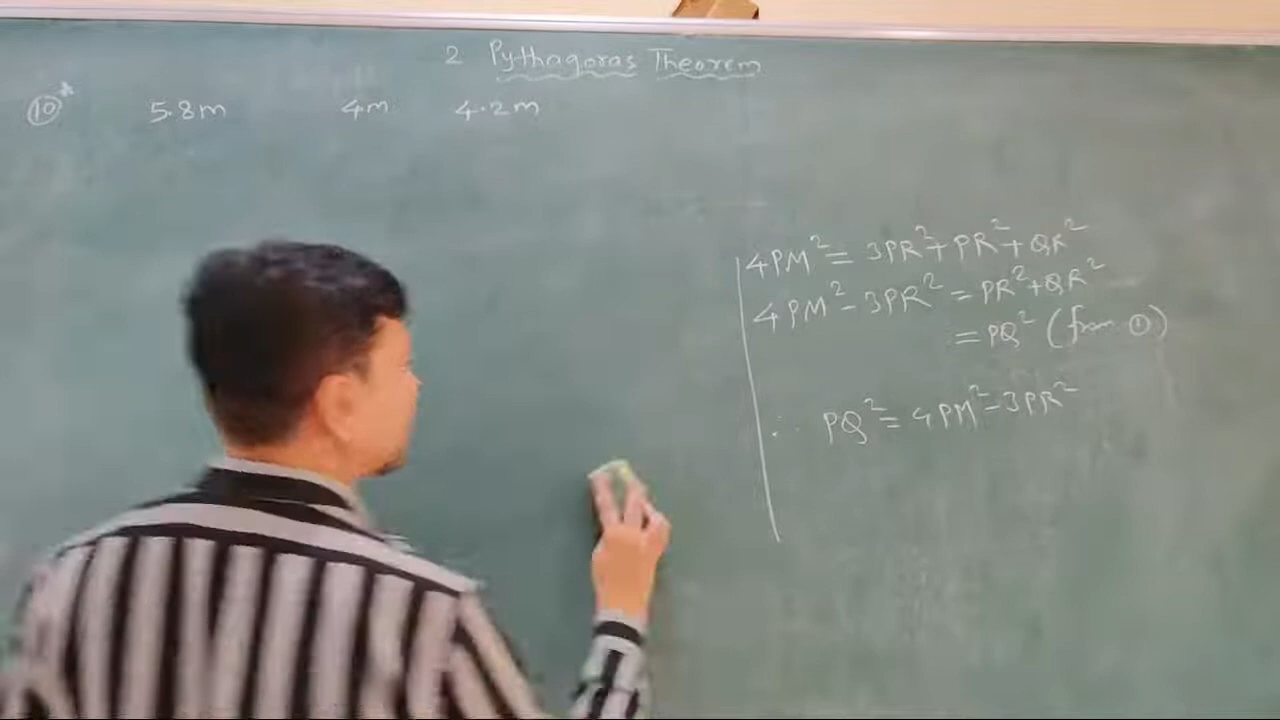 2 Pythagoras Theorem
10* 5.8m 4m 4.2m
4PM² = 3PR² + PR² + QR²
4PM² - 3PR² = PR² + QR²
= PQ² (from ①)
∴ PQ² = 4PM² - 3PR²